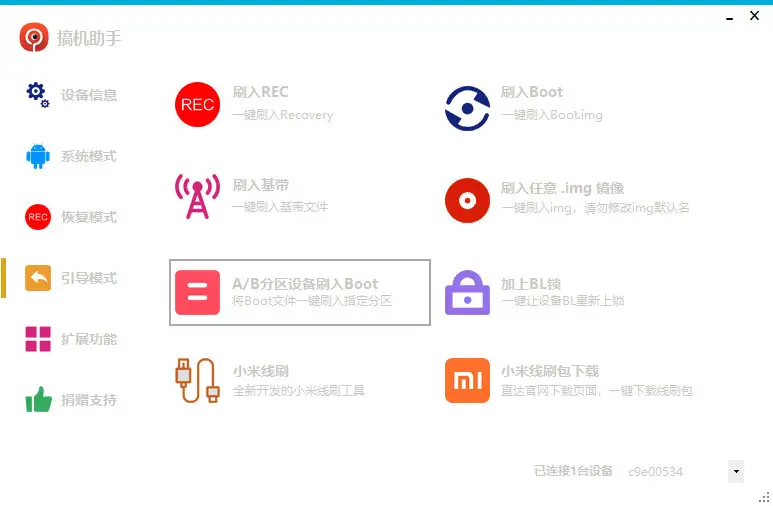 搞机助手
设备信息
系统模式
REC
恢复模式
引导模式
扩展功能
捐赠支持
REC
刷入REC
一键刷入Recovery
刷入Boot
一键刷入Boot.img
刷入基带
一键刷入基带文件
刷入任意 .img 镜像
一键刷入img，请勿修改img默认名
A/B分区设备刷入Boot
将Boot文件一键刷入指定分区
加上BL锁
一键让设备BL重新上锁
小米线刷
全新开发的小米线刷工具
小米线刷包下载
直达官网下载页面，一键下载线刷包
已连接1台设备 c9e00534